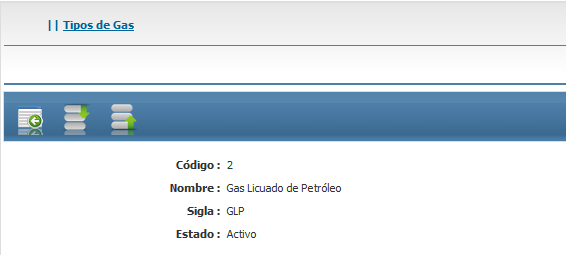 || Tipos de Gas
Código : 2
Nombre : Gas Licuado de Petróleo
Sigla : GLP
Estado : Activo